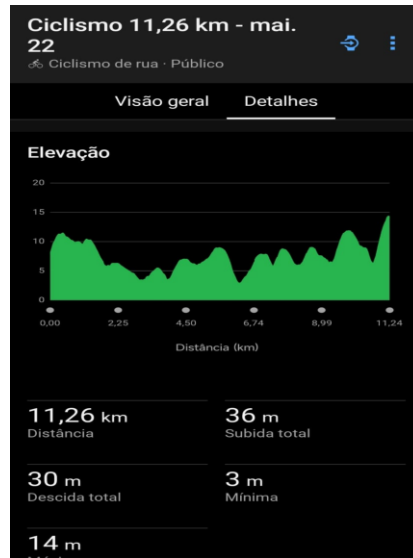 Ciclismo 11,26 km - mai.
22
Ciclismo de rua · Público
Visão geral Detalhes
Elevação
20
15
10
5
0
0,00 2,25 4,50 6,74 8,99 11,24
Distância (km)
11,26 km 36 m
Distância Subida total
30 m 3 m
Descida total Mínima
14 m